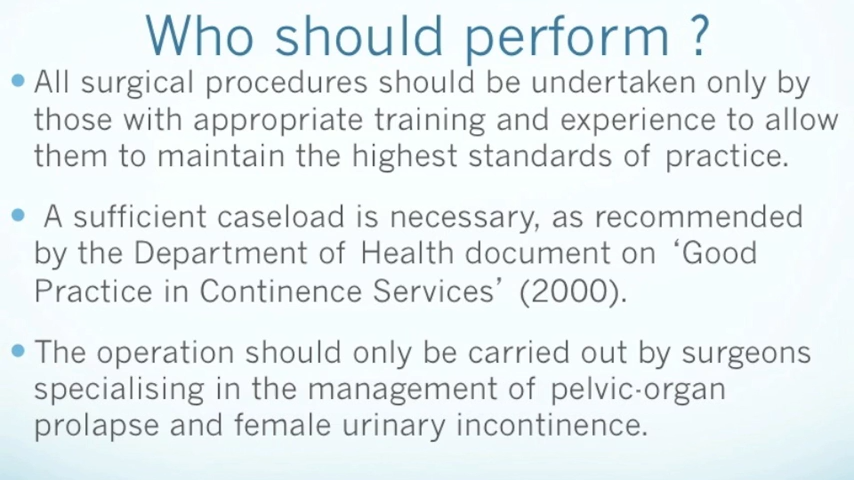 Who should perform ?
• All surgical procedures should be undertaken only by
those with appropriate training and experience to allow
them to maintain the highest standards of practice.
• A sufficient caseload is necessary, as recommended
by the Department of Health document on ‘Good
Practice in Continence Services’ (2000).
• The operation should only be carried out by surgeons
specialising in the management of pelvic-organ
prolapse and female urinary incontinence.